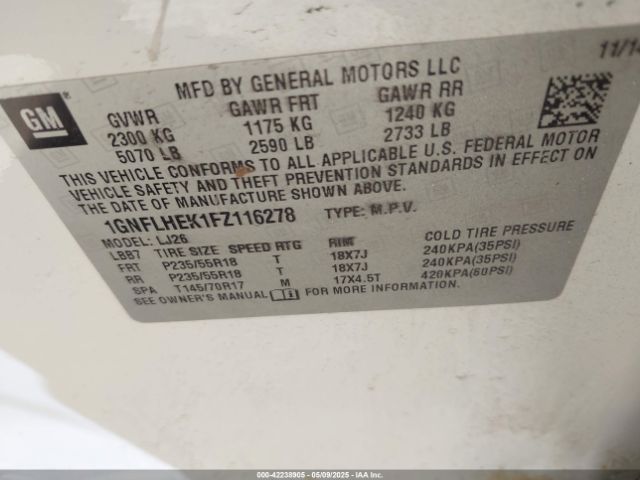 11/14
MFD BY GENERAL MOTORS LLC
GM
GVWR GAWR FRT GAWR RR
2300 KG 1175 KG 1240 KG
5070 LB 2590 LB 2733 LB
THIS VEHICLE CONFORMS TO ALL APPLICABLE U.S. FEDERAL MOTOR
VEHICLE SAFETY AND THEFT PREVENTION STANDARDS IN EFFECT ON
THE DATE OF MANUFACTURE SHOWN ABOVE.
1GNFLHEK1FZ116278 TYPE: M.P.V.
MODEL: LJ26
LBB7 TIRE SIZE SPEED RTG RIM COLD TIRE PRESSURE
FRT P235/55R18 T 18X7J 240KPA(35PSI)
RR P235/55R18 T 18X7J 240KPA(35PSI)
SPA T145/70R17 M 17X4.5T 420KPA(60PSI)
SEE OWNER'S MANUAL FOR MORE INFORMATION.
000-42238905 - 05/09/2025 - IAA Inc.